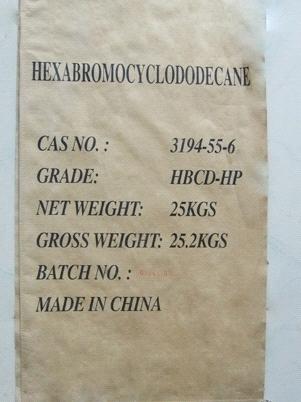 HEXABROMOCYCLODODECANE
CAS NO. : 3194-55-6
GRADE: HBCD-HP
NET WEIGHT: 25KGS
GROSS WEIGHT: 25.2KGS
BATCH NO. :
MADE IN CHINA